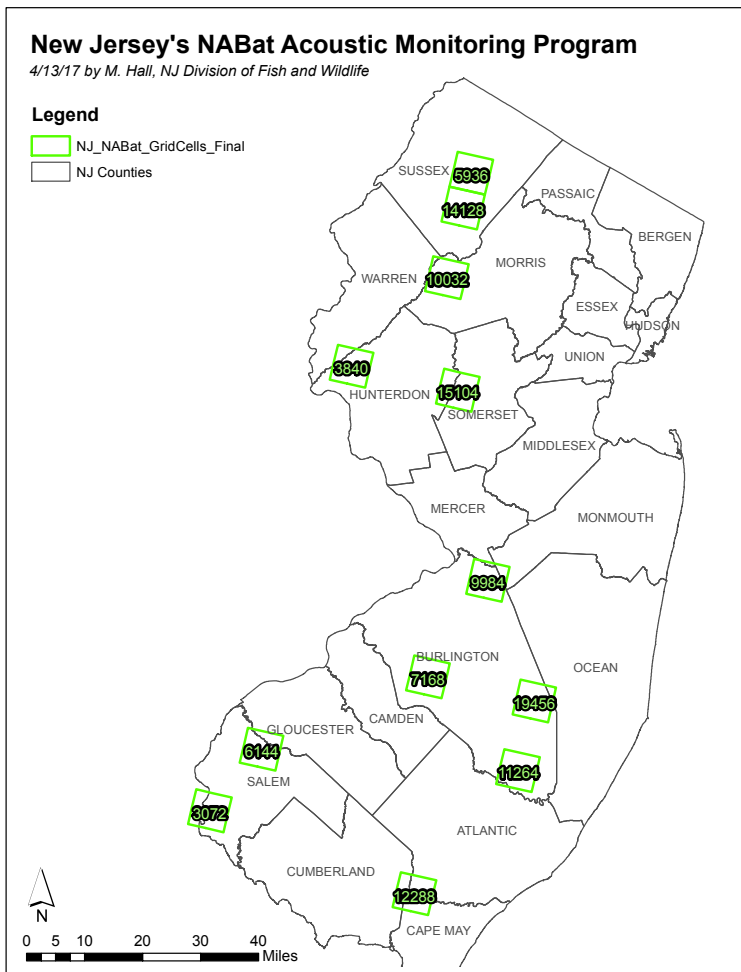 New Jersey's NABat Acoustic Monitoring Program
4/13/17 by M. Hall, NJ Division of Fish and Wildlife
Legend
NJ_NABat_GridCells_Final
NJ Counties
SUSSEX
5936
14128
PASSAIC
BERGEN
MORRIS
WARREN
10032
ESSEX
HUDSON
UNION
3840
HUNTERDON
15104
SOMERSET
MIDDLESEX
MERCER
MONMOUTH
9984
BURLINGTON
OCEAN
7168
19456
CAMDEN
GLOUCESTER
6144
SALEM
11264
3072
ATLANTIC
CUMBERLAND
12288
CAPE MAY
N
0 5 10 20 30 40
Miles